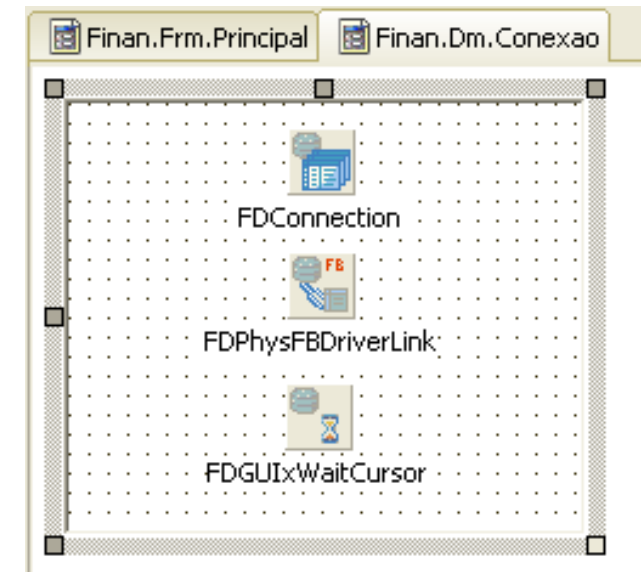 Finan.Frm.Principal
Finan.Dm.Conexao
FDConnection
FB
FDPhysFBDriverLink
FDGUIxWaitCursor